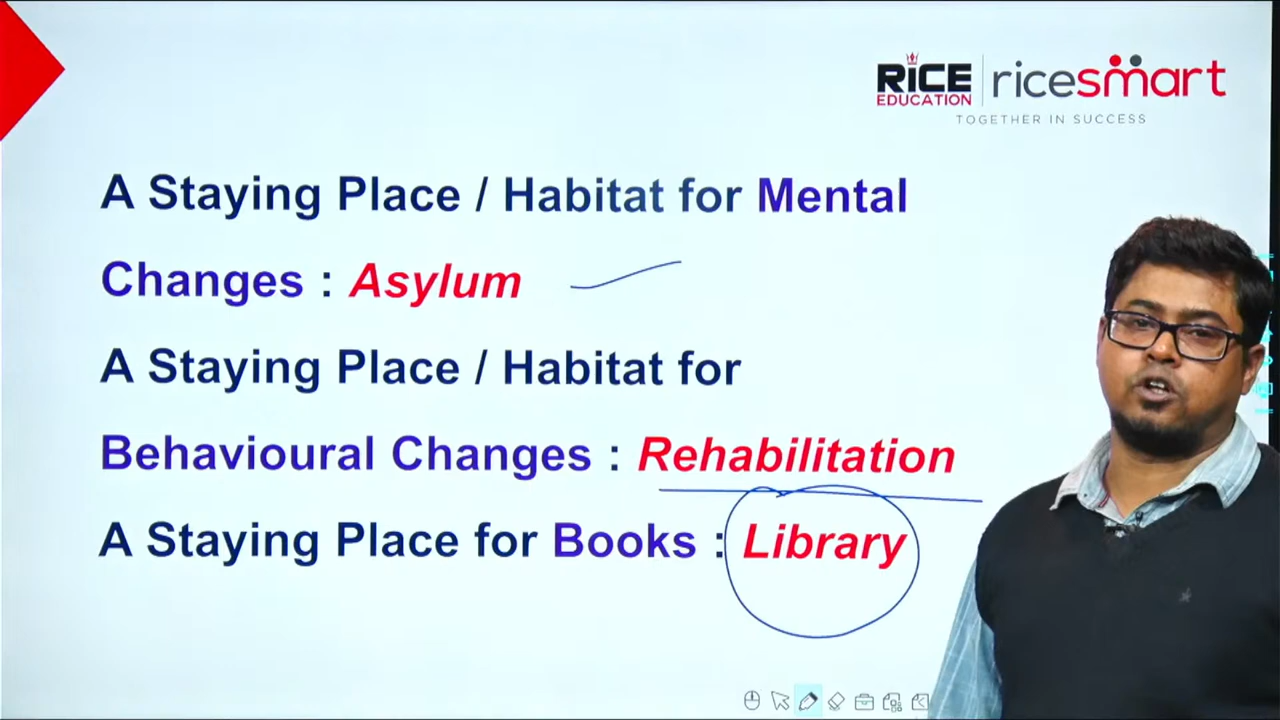 RICE
EDUCATION
ricesmart
TOGETHER IN SUCCESS
A Staying Place / Habitat for Mental
Changes : Asylum
A Staying Place / Habitat for
Behavioural Changes : Rehabilitation
A Staying Place for Books : Library